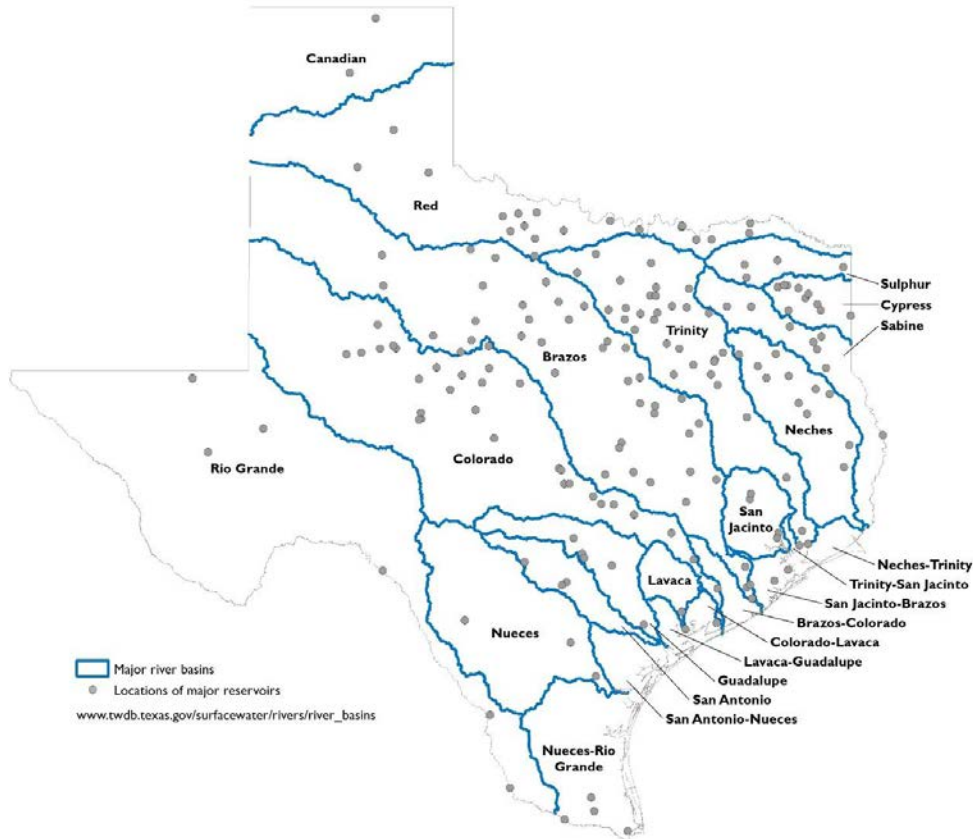 Canadian
Red
Sulphur
Cypress
Sabine
Trinity
Brazos
Neches
Colorado
Rio Grande
San
Jacinto
Neches-Trinity
Trinity-San Jacinto
Lavaca
San Jacinto-Brazos
Brazos-Colorado
Nueces
Colorado-Lavaca
Lavaca-Guadalupe
Guadalupe
San Antonio
San Antonio-Nueces
Major river basins
Locations of major reservoirs
www.twdb.texas.gov/surfacewater/rivers/river_basins
Nueces-Rio
Grande